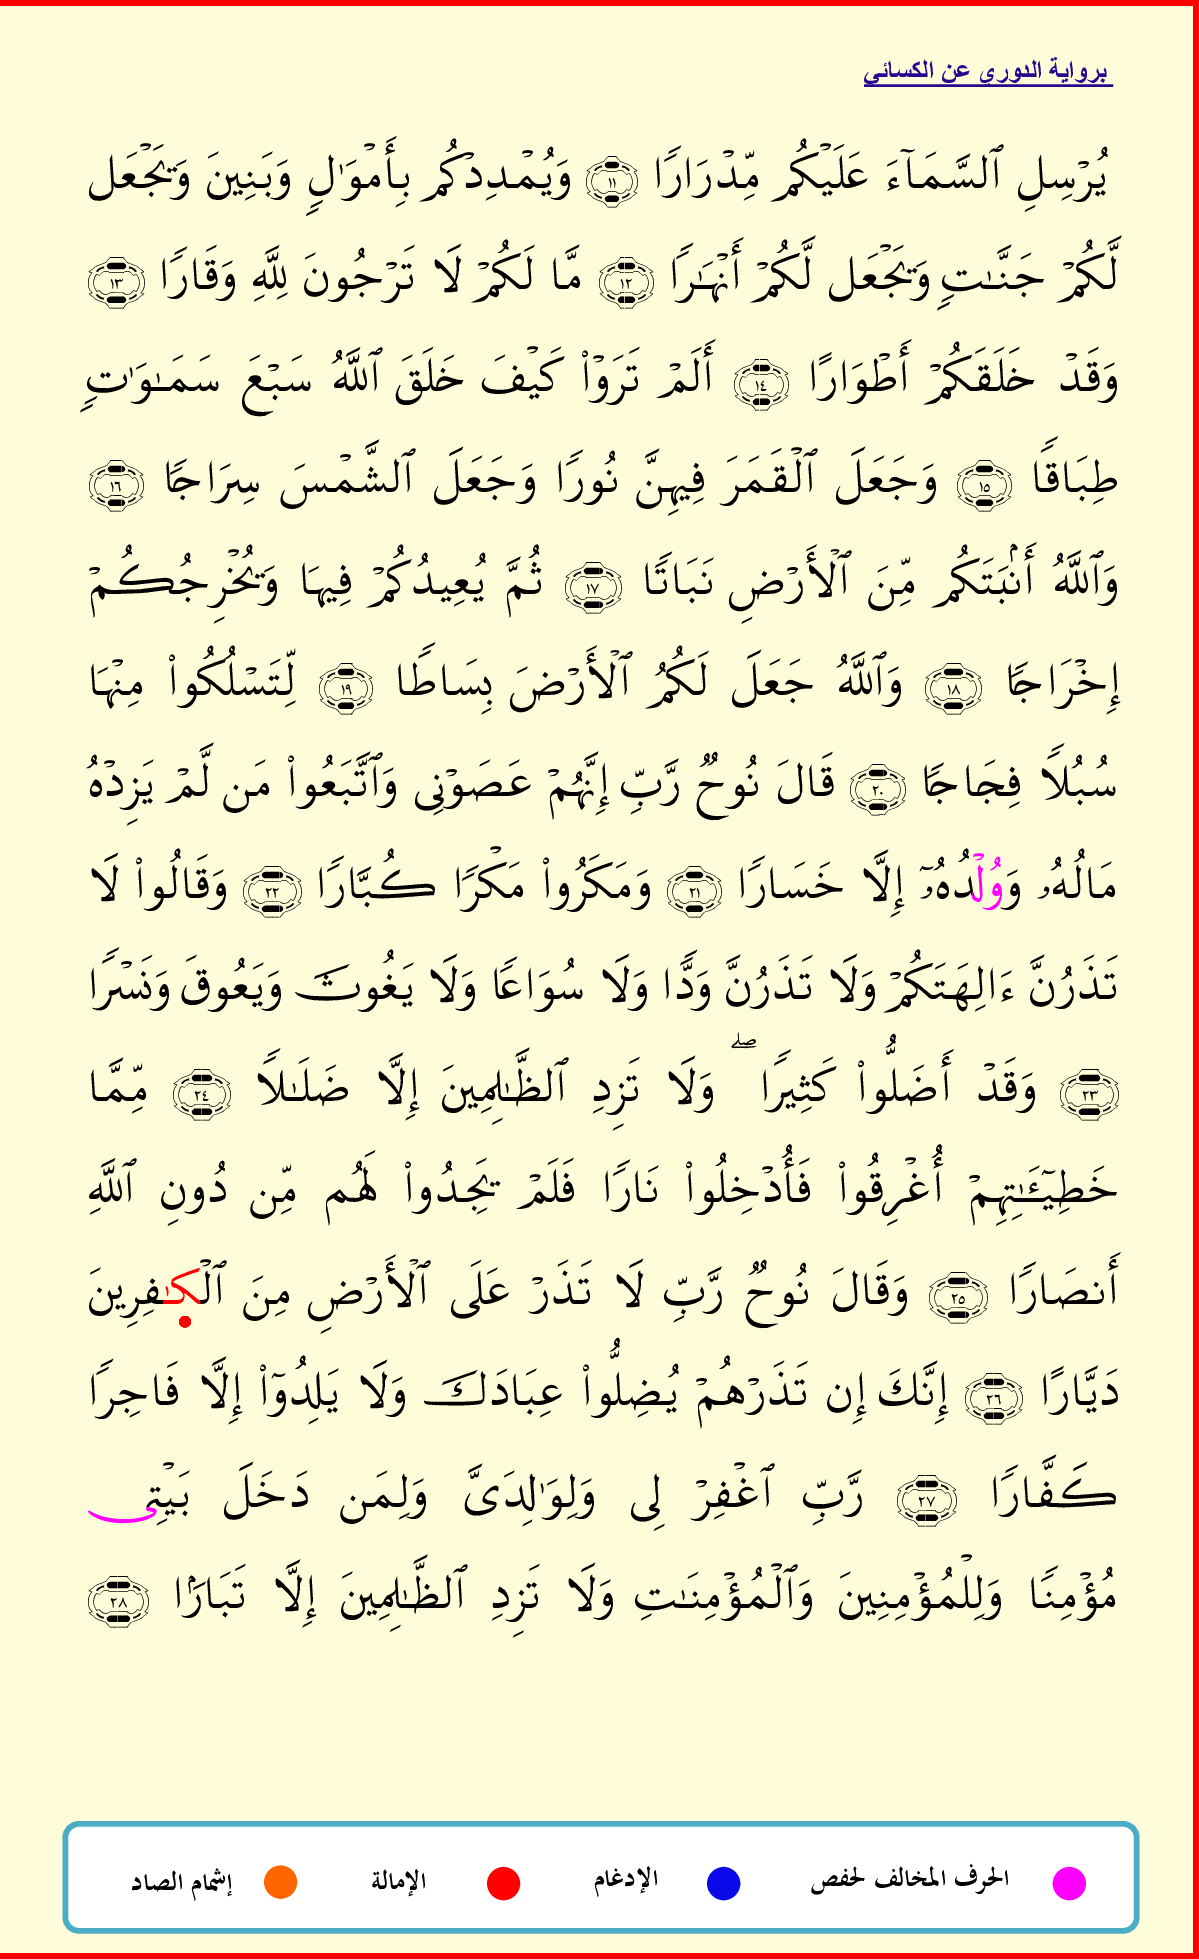 برواية الدوري عن الكسائي
يُرۡسِلِ ٱلسَّمَآءَ عَلَيۡكُم مِّدۡرَارٗا ١١ وَيُمۡدِدۡكُم بِأَمۡوَٰلٖ وَبَنِينَ وَيَجۡعَل
لَّكُمۡ جَنَّٰتٖ وَيَجۡعَل لَّكُمۡ أَنۡهَٰرٗا ١٢ مَّا لَكُمۡ لَا تَرۡجُونَ لِلَّهِ وَقَارٗا ١٣
وَقَدۡ خَلَقَكُمۡ أَطۡوَارًا ١٤ أَلَمۡ تَرَوۡاْ كَيۡفَ خَلَقَ ٱللَّهُ سَبۡعَ سَمَٰوَٰتٖ
طِبَاقٗا ١٥ وَجَعَلَ ٱلۡقَمَرَ فِيهِنَّ نُورٗا وَجَعَلَ ٱلشَّمۡسَ سِرَاجٗا ١٦
وَٱللَّهُ أَنۢبَتَكُم مِّنَ ٱلۡأَرۡضِ نَبَاتٗا ١٧ ثُمَّ يُعِيدُكُمۡ فِيهَا وَيُخۡرِجُكُمۡ
إِخۡرَاجٗا ١٨ وَٱللَّهُ جَعَلَ لَكُمُ ٱلۡأَرۡضَ بِسَاطٗا ١٩ لِّتَسۡلُكُواْ مِنۡهَا
سُبُلٗا فِجَاجٗا ٢٠ قَالَ نُوحٞ رَّبِّ إِنَّهُمۡ عَصَوۡنِي وَٱتَّبَعُواْ مَن لَّمۡ يَزِدۡهُ
مَالُهُۥ وَوُلۡدُهُۥٓ إِلَّا خَسَارٗا ٢١ وَمَكَرُواْ مَكۡرٗا كُبَّارٗا ٢٢ وَقَالُواْ لَا
تَذَرُنَّ ءَالِهَتَكُمۡ وَلَا تَذَرُنَّ وَدّٗا وَلَا سُوَاعٗا وَلَا يَغُوثَ وَيَعُوقَ وَنَسۡرٗا
٢٣ وَقَدۡ أَضَلُّواْ كَثِيرٗاۖ وَلَا تَزِدِ ٱلظَّٰلِمِينَ إِلَّا ضَلَٰلٗا ٢٤ مِّمَّا
خَطِيٓـَٰٔتِهِمۡ أُغۡرِقُواْ فَأُدۡخِلُواْ نَارٗا فَلَمۡ يَجِدُواْ لَهُم مِّن دُونِ ٱللَّهِ
أَنصَارٗا ٢٥ وَقَالَ نُوحٞ رَّبِّ لَا تَذَرۡ عَلَى ٱلۡأَرۡضِ مِنَ ٱلۡكَٰفِرِينَ
دَيَّارًا ٢٦ إِنَّكَ إِن تَذَرۡهُمۡ يُضِلُّواْ عِبَادَكَ وَلَا يَلِدُوٓاْ إِلَّا فَاجِرٗا
كَفَّارٗا ٢٧ رَّبِّ ٱغۡفِرۡ لِي وَلِوَٰلِدَيَّ وَلِمَن دَخَلَ بَيۡتِي
مُؤۡمِنٗا وَلِلۡمُؤۡمِنِينَ وَٱلۡمُؤۡمِنَٰتِ وَلَا تَزِدِ ٱلظَّٰلِمِينَ إِلَّا تَبَارَۢا ٢٨
الحرف المخالف لحفص الإدغام الإمالة إشمام الصاد